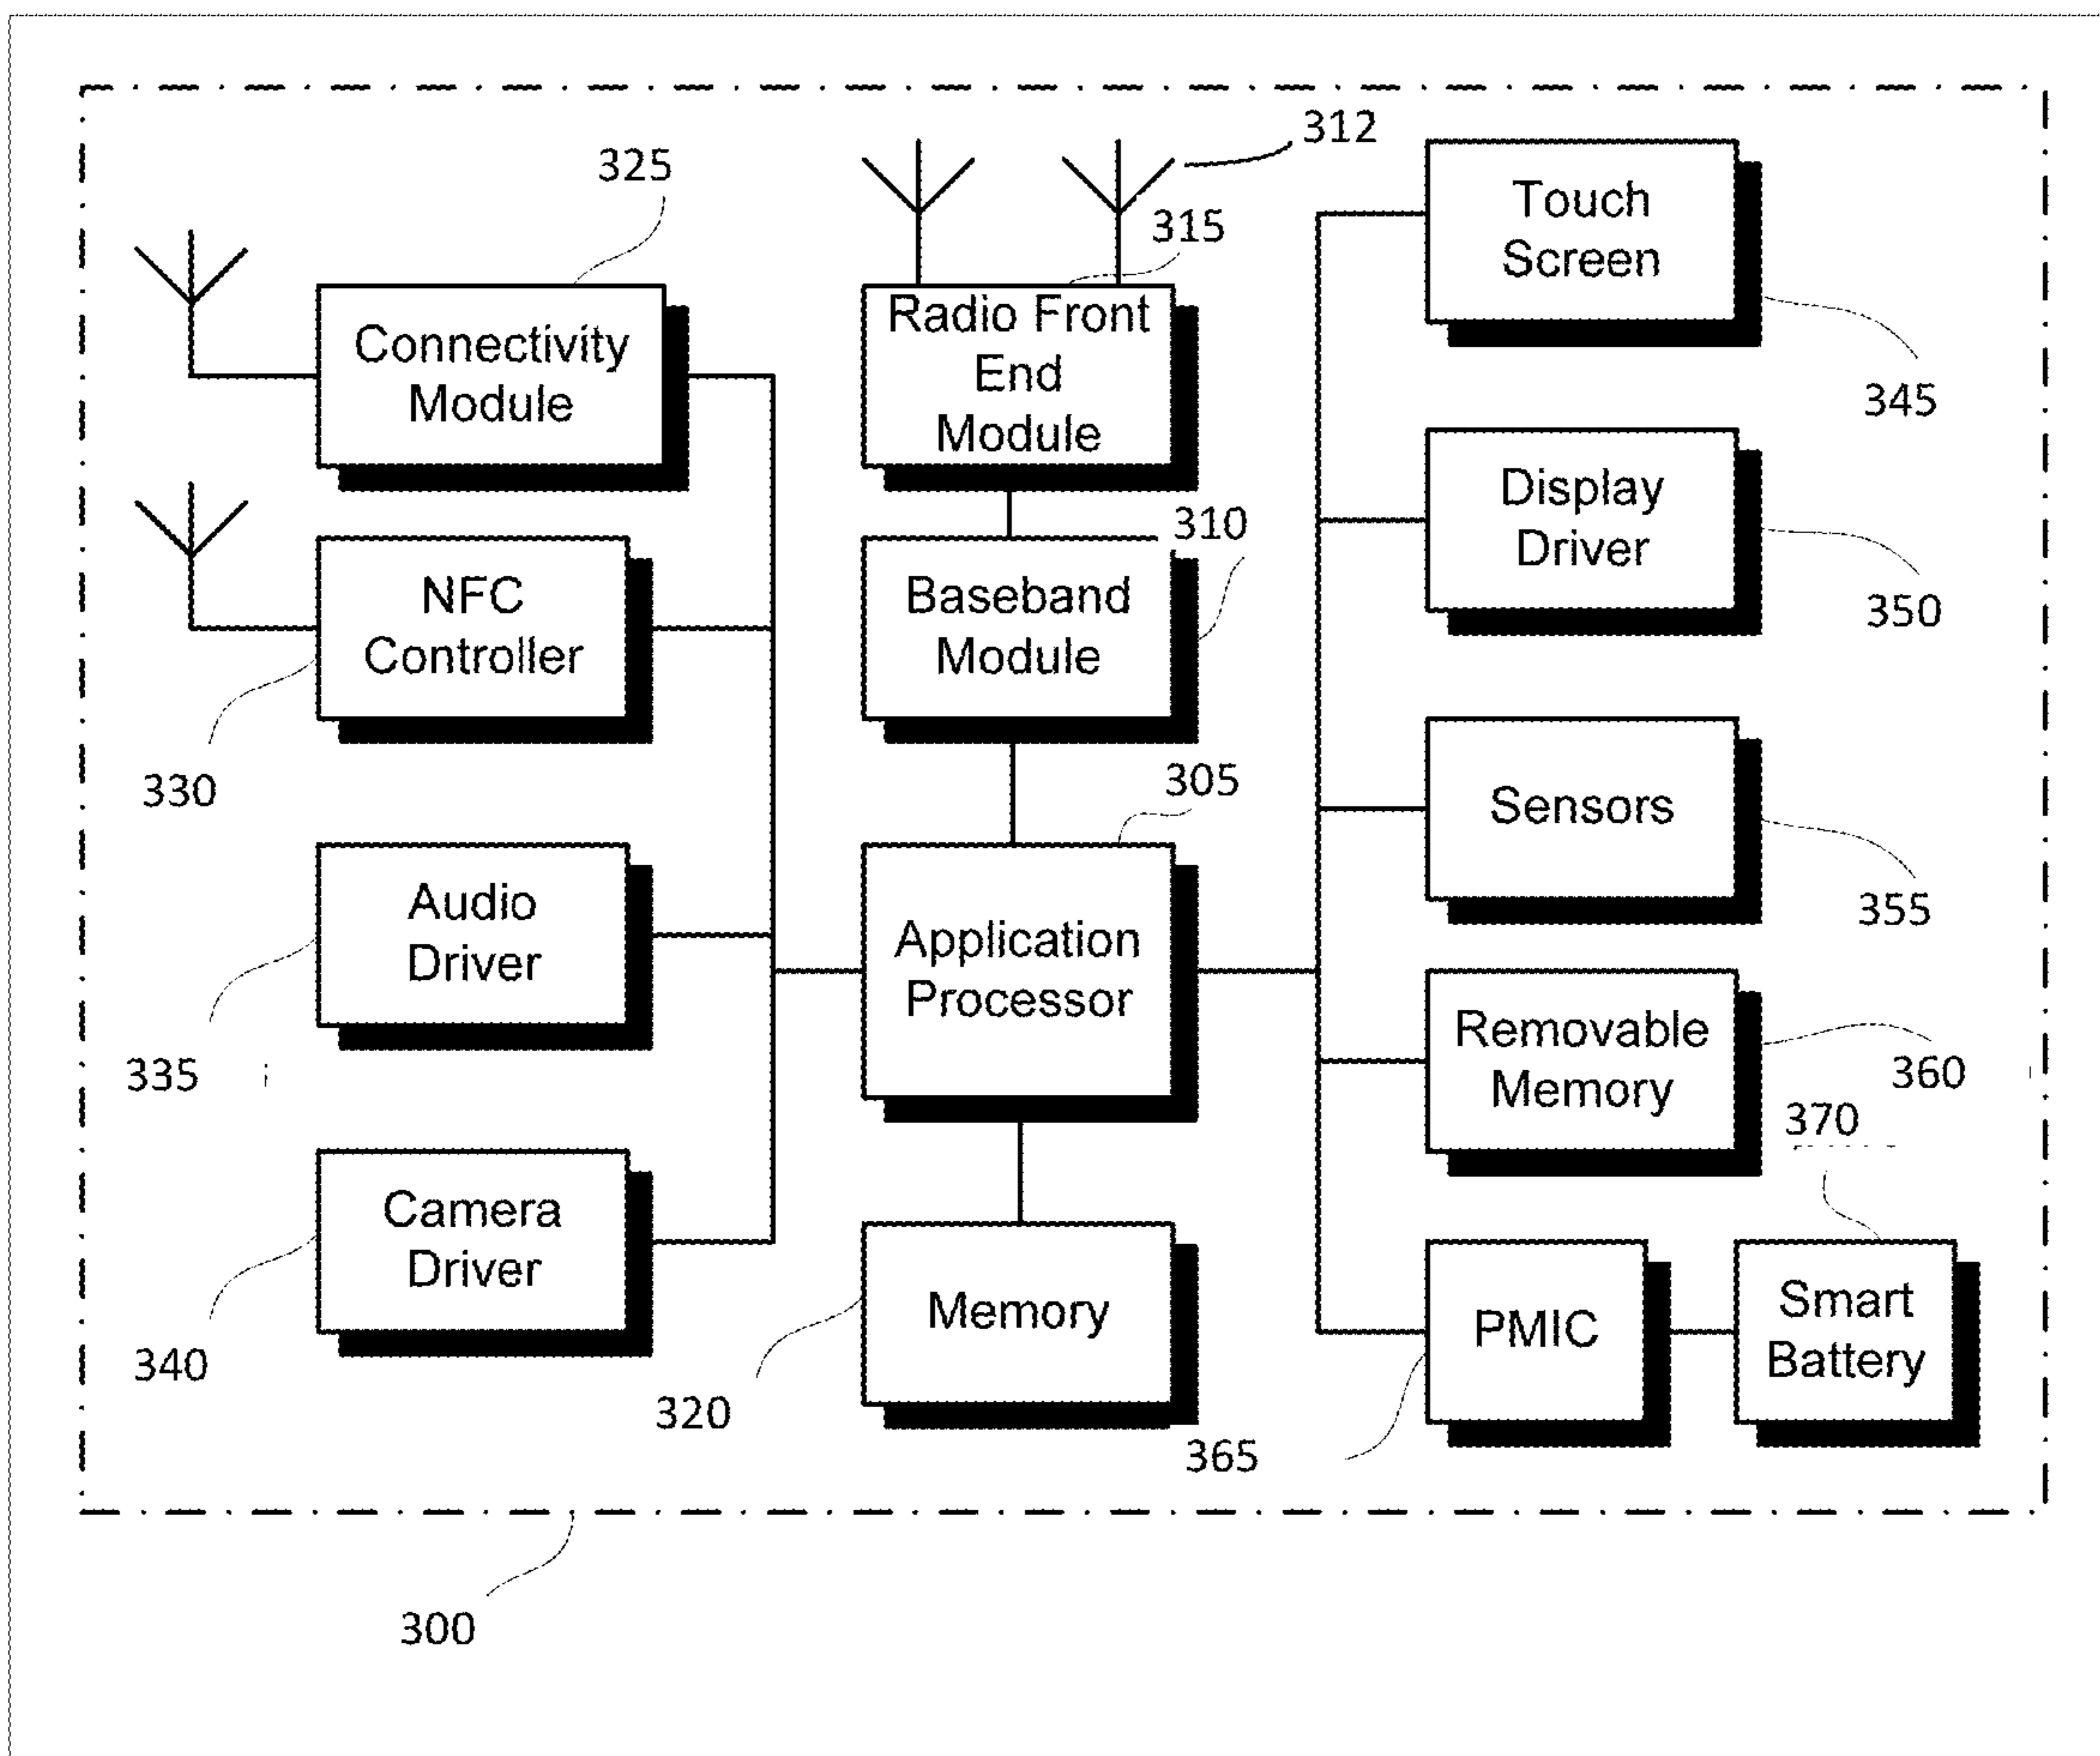 312
325
315
Touch
Screen
Connectivity
Module
Radio Front
End
Module
345
Display
Driver
310
350
NFC
Controller
Baseband
Module
330
305
Sensors
355
Audio
Driver
Application
Processor
Removable
Memory
335
360
370
Camera
Driver
340
Memory
320
PMIC
Smart
Battery
365
300